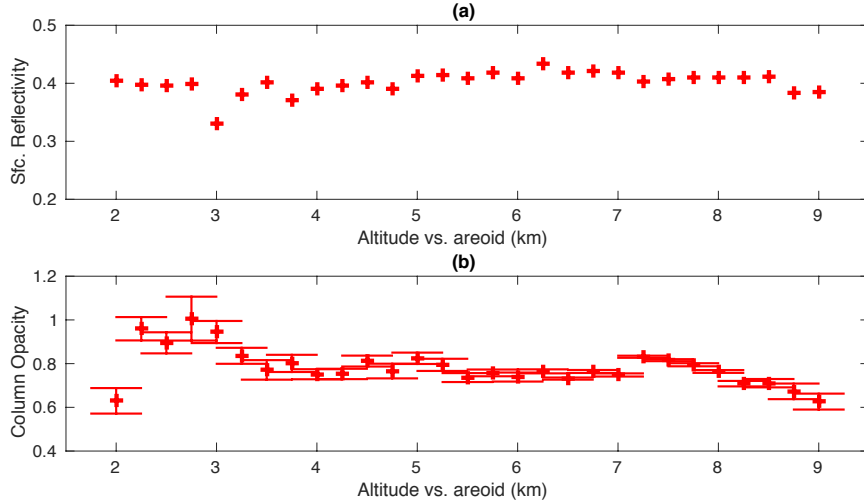 (a)
0.5
0.4
0.3
0.2
Sfc. Reflectivity
2 3 4 5 6 7 8 9
Altitude vs. areoid (km)
(b)
1.2
1
0.8
0.6
0.4
Column Opacity
2 3 4 5 6 7 8 9
Altitude vs. areoid (km)